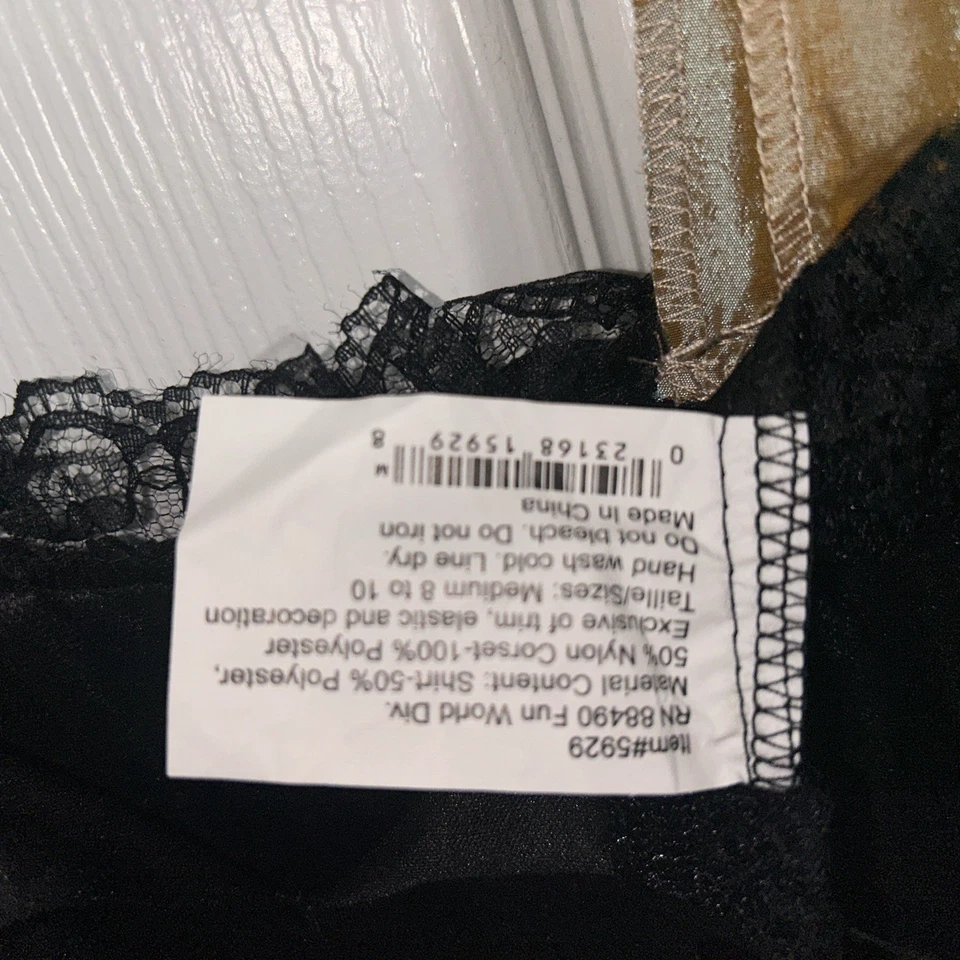 Item#5929
RN 88490 Fun World Div.
Material Content: Shirt-50% Polyester,
50% Nylon Corset-100% Polyester
Exclusive of trim, elastic and decoration
Taille/Sizes: Medium 8 to 10
Hand wash cold. Line dry.
Do not bleach. Do not iron
Made In China
M
0 23168 15929 8